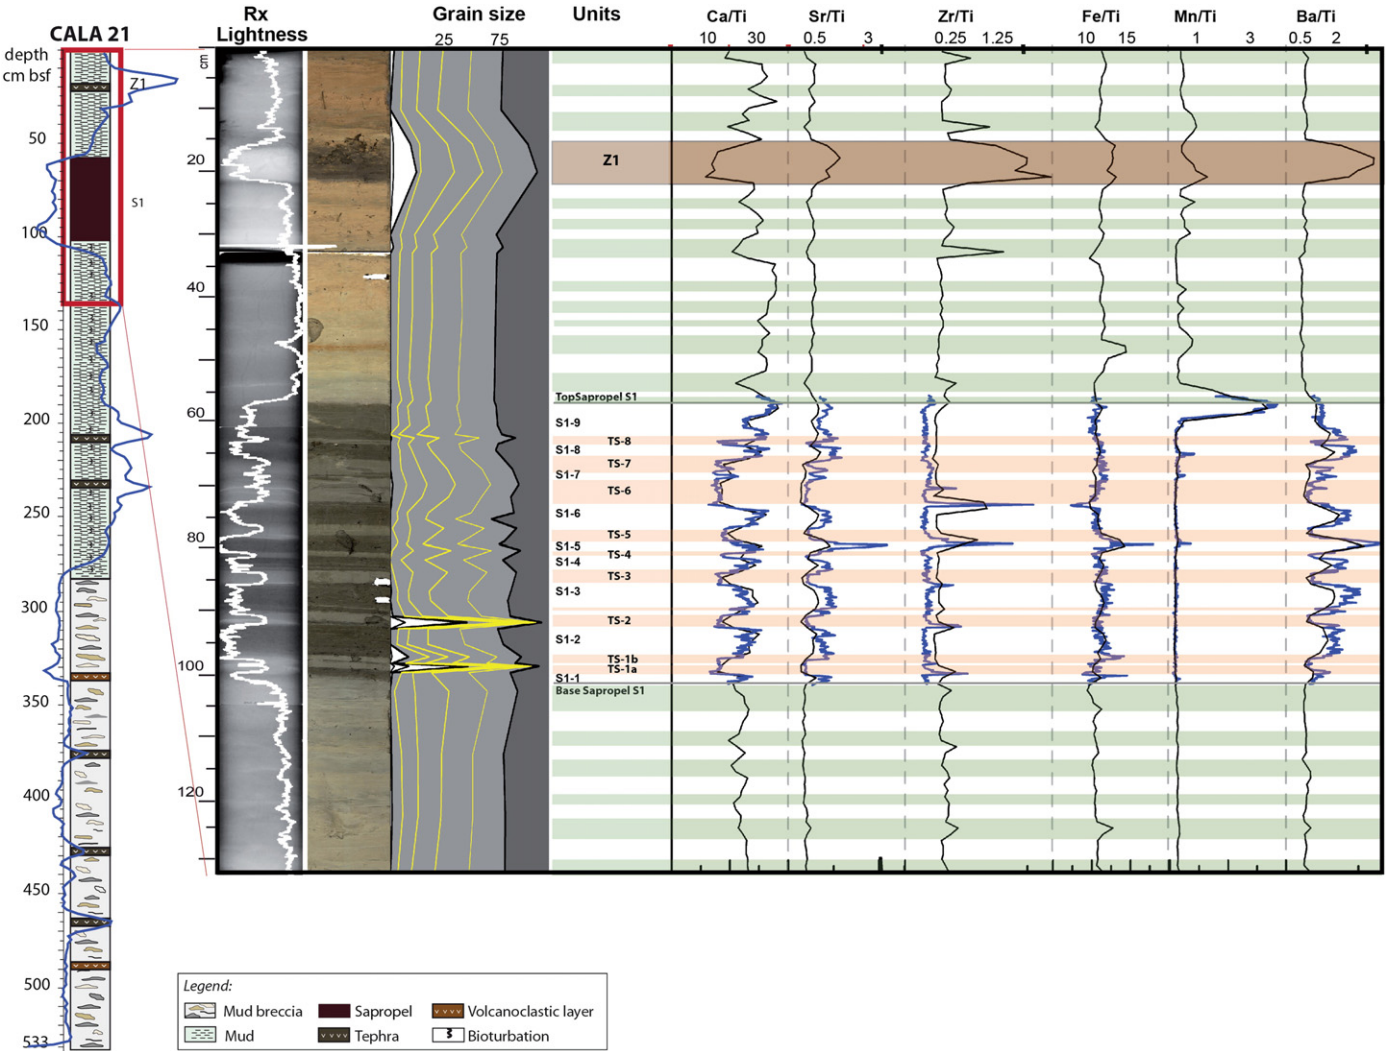 CALA 21
depth
cm bsf
50
100
150
200
250
300
350
400
450
500
533
Z1
S1
Rx
Lightness
cm
20
40
60
80
100
120
Grain size
25 75
Units
Ca/Ti Sr/Ti Zr/Ti Fe/Ti Mn/Ti Ba/Ti
10 30 0.5 3 0.25 1.25 10 15 1 3 0.5 2
Z1
TopSapropel S1
S1-9
TS-8
S1-8
TS-7
S1-7
TS-6
S1-6
TS-5
S1-5
TS-4
S1-4
TS-3
S1-3
TS-2
S1-2
TS-1b
TS-1a
S1-1
Base Sapropel S1
Legend:
Mud breccia Sapropel Volcanoclastic layer
Mud Tephra Bioturbation